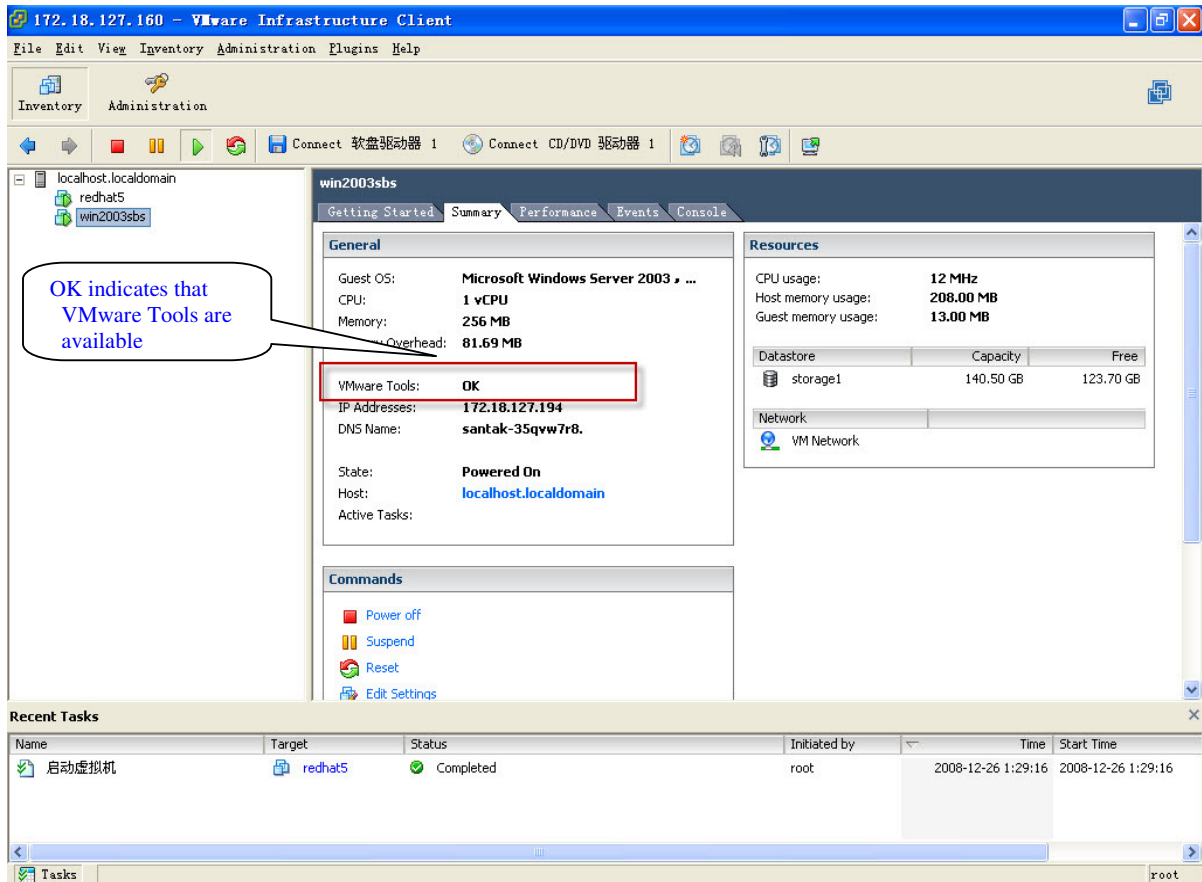 172.18.127.160 - VMware Infrastructure Client
File Edit View Inventory Administration Plugins Help
Inventory Administration
Connect 软盘驱动器 1 Connect CD/DVD 驱动器 1
localhost.localdomain
redhat5
win2003sbs
OK indicates that
VMware Tools are
available
win2003sbs
Getting Started Summary Performance Events Console
General
Guest OS: Microsoft Windows Server 2003, ...
CPU: 1 vCPU
Memory: 256 MB
Overhead: 81.69 MB
VMware Tools: OK
IP Addresses: 172.18.127.194
DNS Name: santak-35qvw7r8.
State: Powered On
Host: localhost.localdomain
Active Tasks:
Commands
Power off
Suspend
Reset
Edit Settings
Resources
CPU usage: 12 MHz
Host memory usage: 208.00 MB
Guest memory usage: 13.00 MB
Datastore Capacity Free
storage1 140.50 GB 123.70 GB
Network
VM Network
Recent Tasks
Name Target Status Initiated by Time Start Time
启动虚拟机 redhat5 Completed root 2008-12-26 1:29:16 2008-12-26 1:29:16
Tasks root